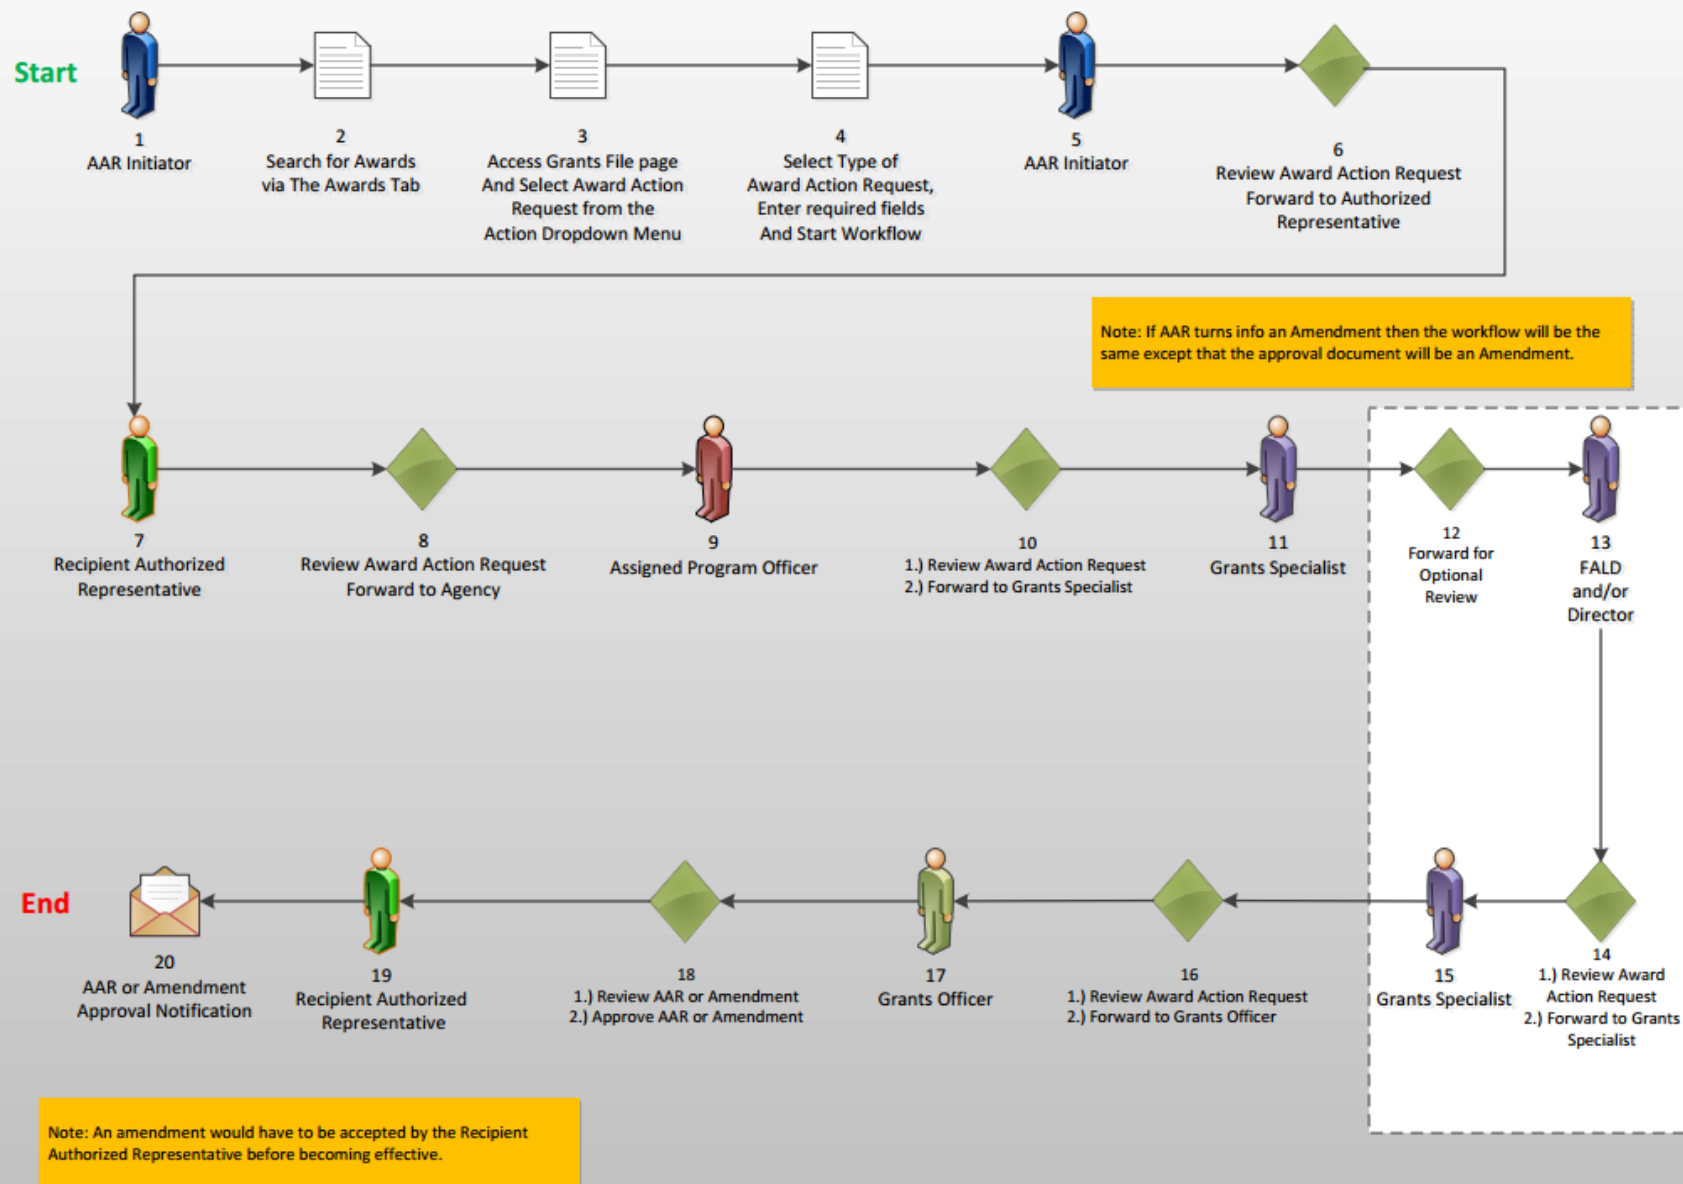 Start
1
AAR Initiator
2
Search for Awards
via The Awards Tab
3
Access Grants File page
And Select Award Action
Request from the
Action Dropdown Menu
4
Select Type of
Award Action Request,
Enter required fields
And Start Workflow
5
AAR Initiator
6
Review Award Action Request
Forward to Authorized
Representative
Note: If AAR turns info an Amendment then the workflow will be the
same except that the approval document will be an Amendment.
7
Recipient Authorized
Representative
8
Review Award Action Request
Forward to Agency
9
Assigned Program Officer
10
1.) Review Award Action Request
2.) Forward to Grants Specialist
11
Grants Specialist
12
Forward for
Optional
Review
13
FALD
and/or
Director
14
1.) Review Award
Action Request
2.) Forward to Grants
Specialist
15
Grants Specialist
16
1.) Review Award Action Request
2.) Forward to Grants Officer
17
Grants Officer
18
1.) Review AAR or Amendment
2.) Approve AAR or Amendment
19
Recipient Authorized
Representative
End
20
AAR or Amendment
Approval Notification
Note: An amendment would have to be accepted by the Recipient
Authorized Representative before becoming effective.